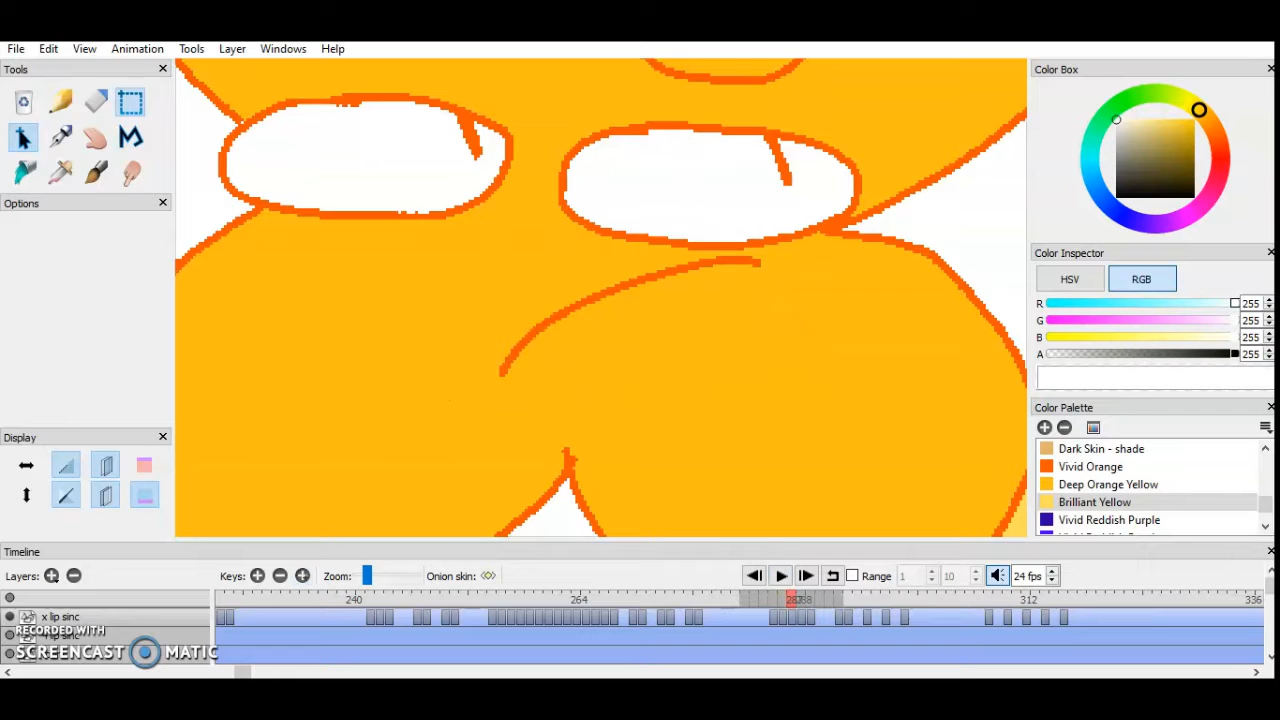 File Edit View Animation Tools Layer Windows Help
Tools
Options
Display
Color Box
Color Inspector
HSV RGB
R 255
G 255
B 255
A 255
Color Palette
Dark Skin - shade
Vivid Orange
Deep Orange Yellow
Brilliant Yellow
Vivid Reddish Purple
Timeline
Layers: Keys: Zoom: Onion skin: Range 1 10 24 fps
240 264 288 312 336
x lip sinc
RECORDED WITH
SCREENCAST MATIC